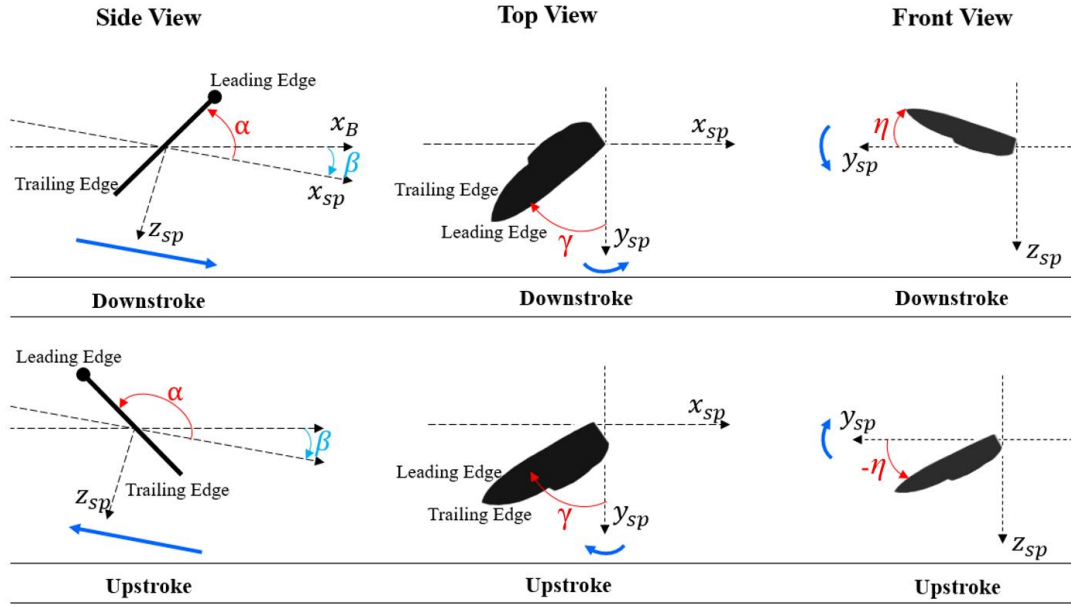 Side View
Top View
Front View
Leading Edge
α
x_B
β
Trailing Edge
x_sp
z_sp
x_sp
Trailing Edge
Leading Edge
γ
y_sp
η
y_sp
z_sp
Downstroke
Downstroke
Downstroke
Leading Edge
α
β
Trailing Edge
z_sp
x_sp
Leading Edge
Trailing Edge
γ
y_sp
y_sp
-η
z_sp
Upstroke
Upstroke
Upstroke